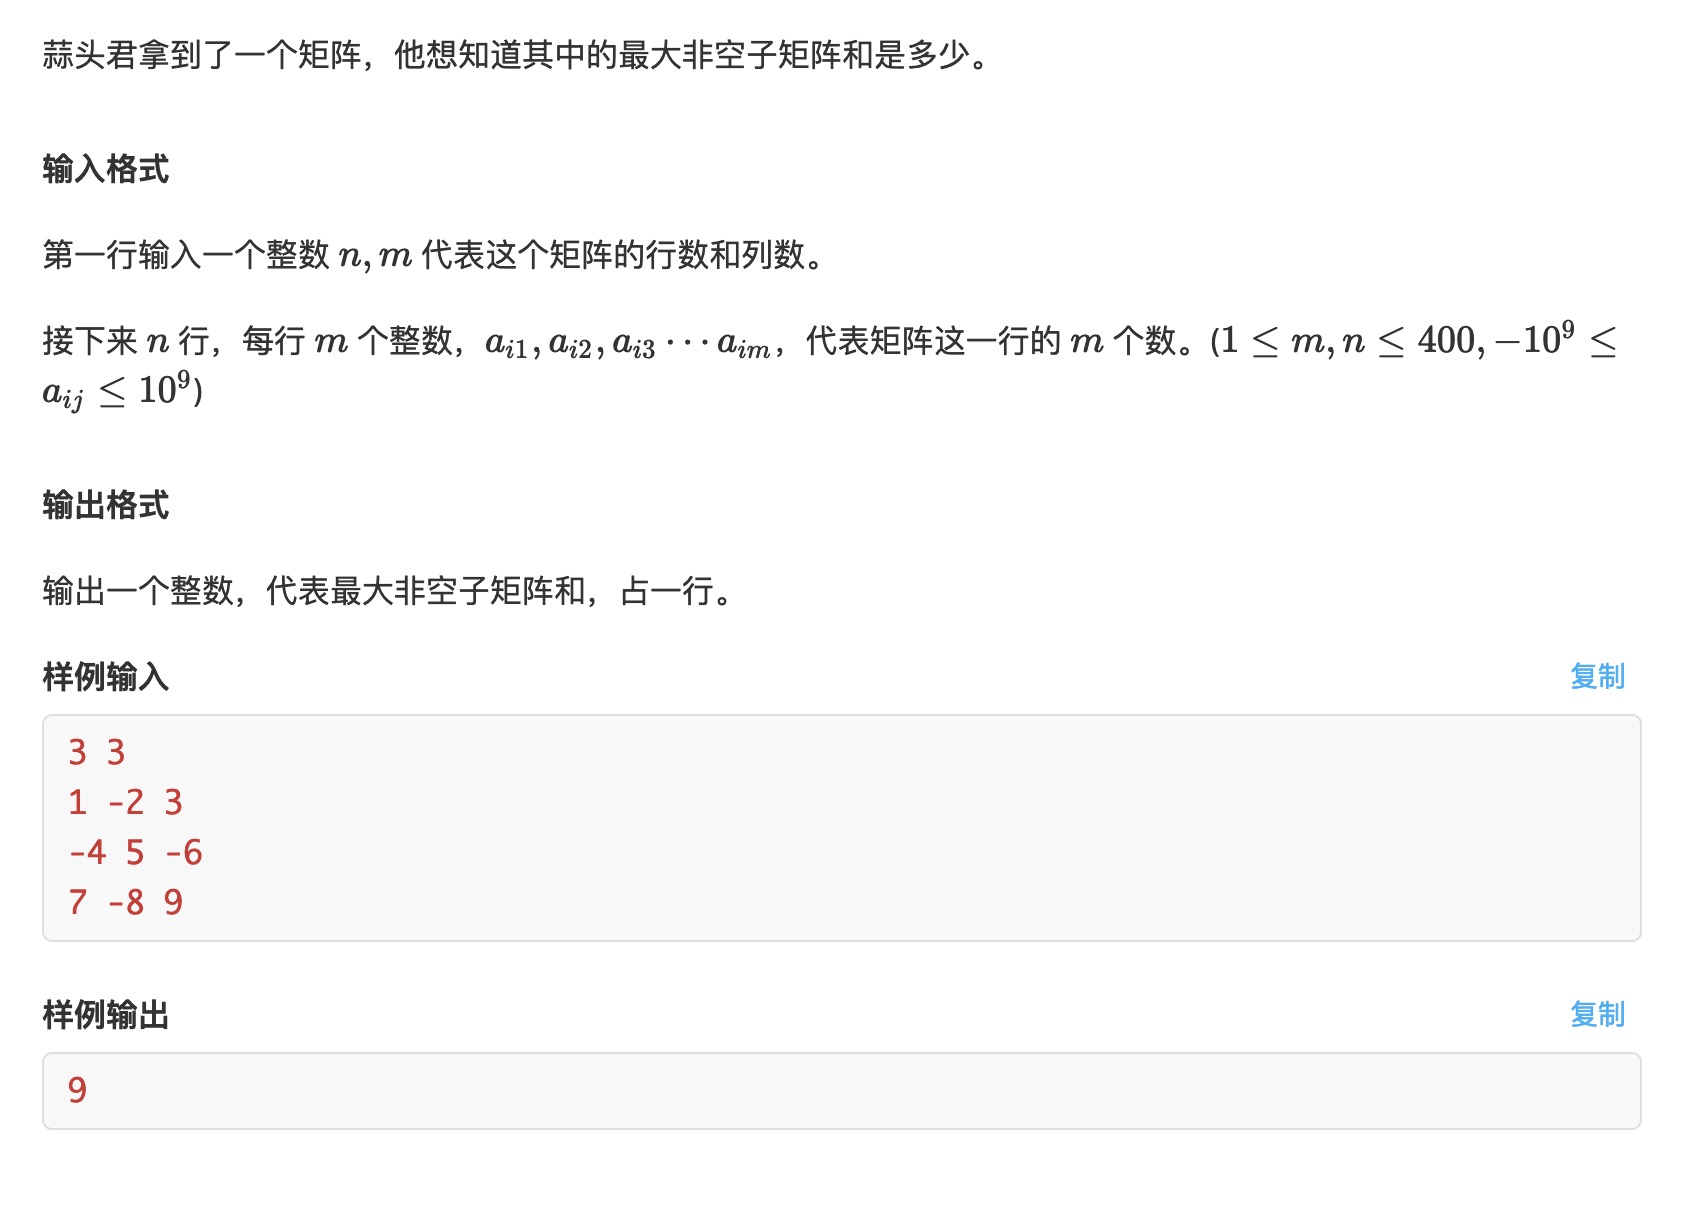 蒜头君拿到了一个矩阵，他想知道其中的最大非空子矩阵和是多少。
输入格式
第一行输入一个整数 n, m 代表这个矩阵的行数和列数。
接下来 n 行，每行 m 个整数，a_{i1}, a_{i2}, a_{i3} ⋯ a_{im}，代表矩阵这一行的 m 个数。(1 ≤ m, n ≤ 400, −10^9 ≤
a_{ij} ≤ 10^9)
输出格式
输出一个整数，代表最大非空子矩阵和，占一行。
样例输入 复制
3 3
1 -2 3
-4 5 -6
7 -8 9
样例输出 复制
9